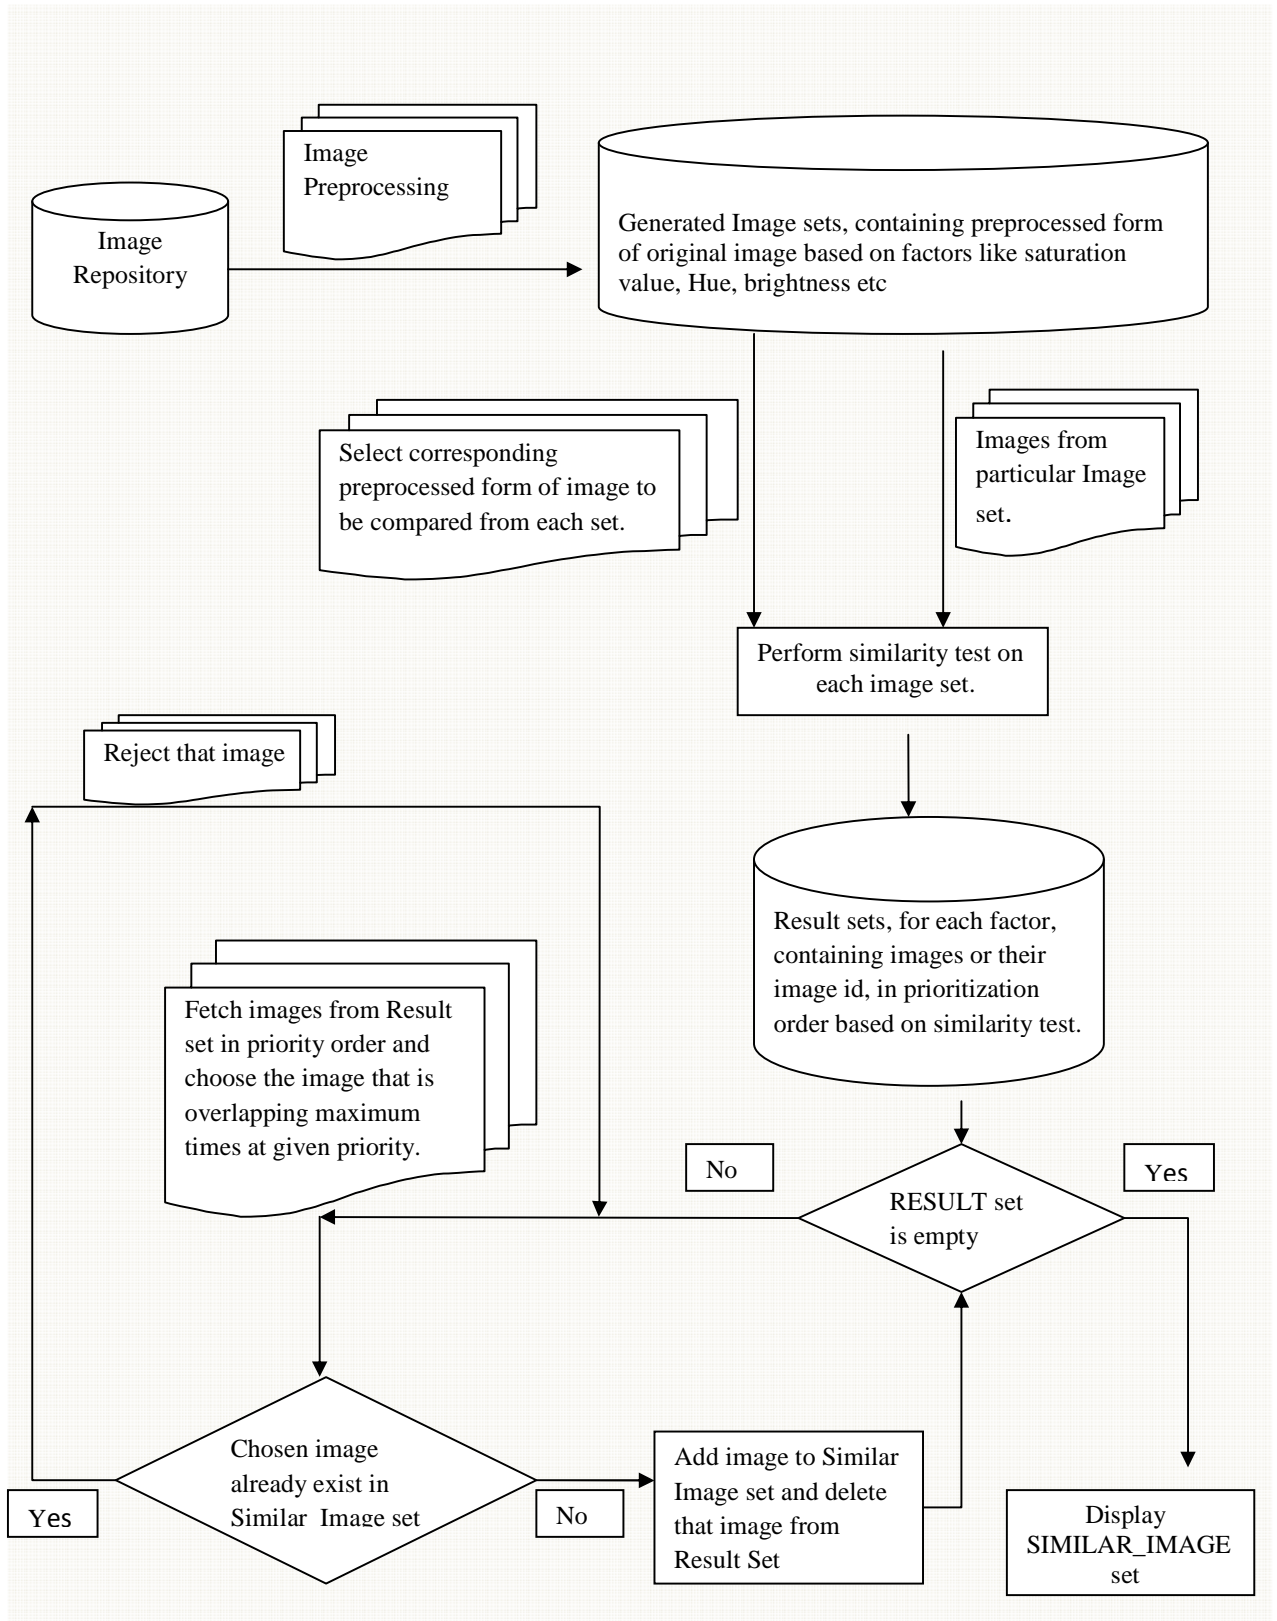 Image
Preprocessing
Image
Repository
Generated Image sets, containing preprocessed form
of original image based on factors like saturation
value, Hue, brightness etc
Select corresponding
preprocessed form of image to
be compared from each set.
Images from
particular Image
set.
Perform similarity test on
each image set.
Reject that image
Result sets, for each factor,
containing images or their
image id, in prioritization
order based on similarity test.
Fetch images from Result
set in priority order and
choose the image that is
overlapping maximum
times at given priority.
No
Yes
RESULT set
is empty
Chosen image
already exist in
Similar_Image set
Yes
No
Add image to Similar
Image set and delete
that image from
Result Set
Display
SIMILAR_IMAGE
set